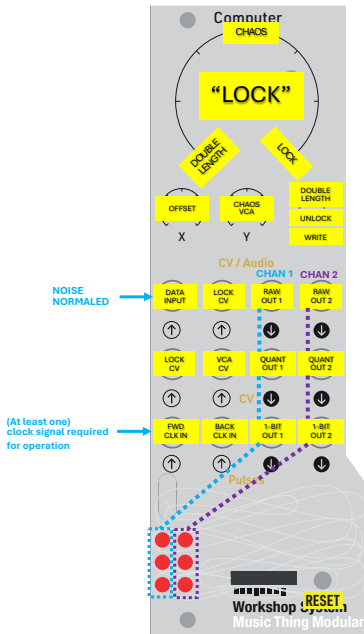 Computer
CHAOS
“LOCK”
DOUBLE
LENGTH
LOCK
OFFSET
CHAOS
VCA
DOUBLE
LENGTH
UNLOCK
WRITE
X
Y
CV / Audio
CHAN 1
CHAN 2
NOISE
NORMALED
DATA
INPUT
LOCK
CV
RAW
OUT 1
RAW
OUT 2
LOCK
CV
VCA
CV
QUANT
OUT 1
QUANT
OUT 2
CV
(At least one)
clock signal required
for operation
FWD
CLK IN
BACK
CLK IN
1-BIT
OUT 1
1-BIT
OUT 2
Pulses
RESET
Workshop System
Music Thing Modular